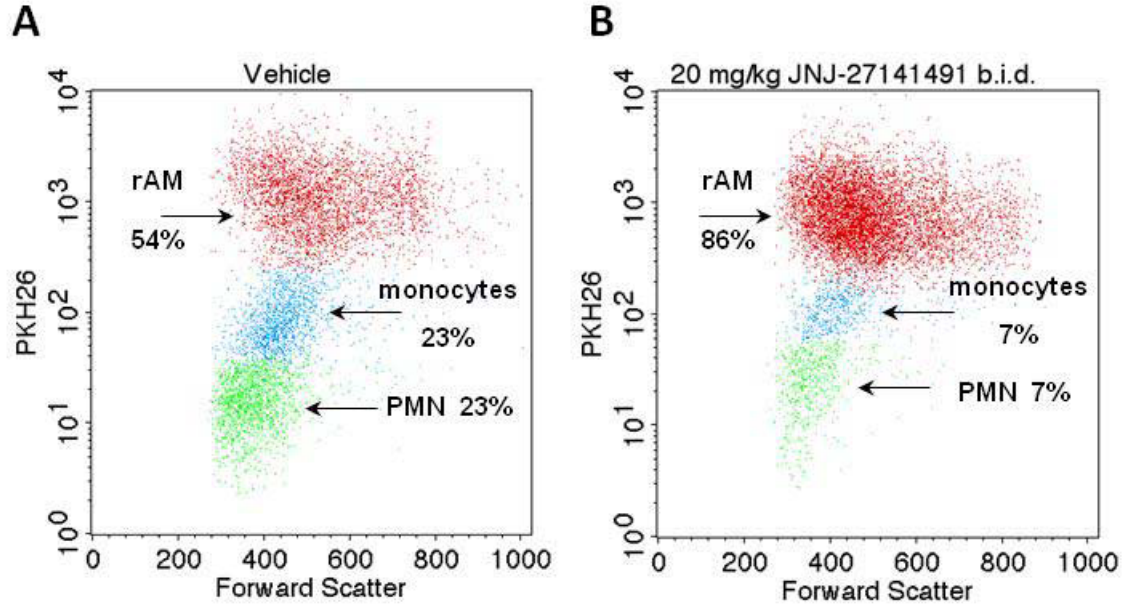 A
Vehicle
10^4
10^3
10^2
10^1
10^0
PKH26
rAM
54%
monocytes
23%
PMN 23%
0 200 400 600 800 1000
Forward Scatter
B
20 mg/kg JNJ-27141491 b.i.d.
10^4
10^3
10^2
10^1
10^0
PKH26
rAM
86%
monocytes
7%
PMN 7%
0 200 400 600 800 1000
Forward Scatter